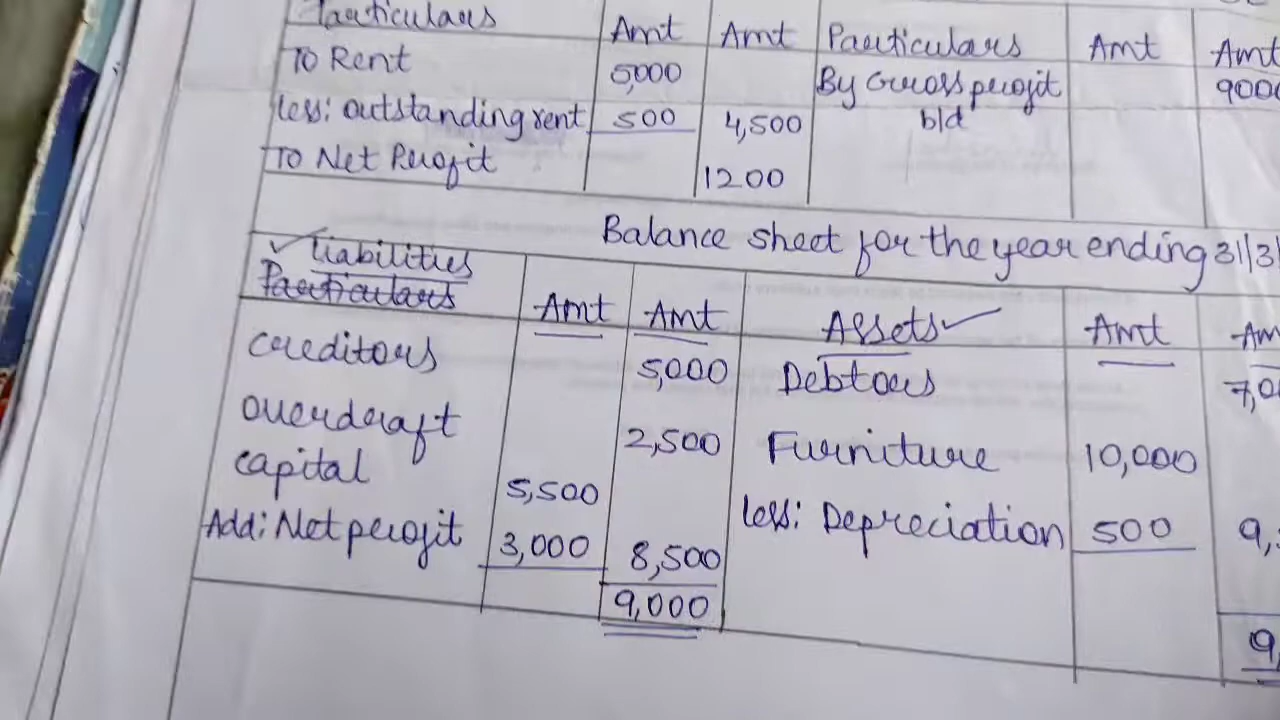 Particulars Amt Amt Particulars Amt Amt
To Rent 5,000 By Gross profit 9000
less: outstanding rent 500 4,500 b/d
To Net Profit 1200
Balance sheet for the year ending 31/3
Liabilities
Particulars Amt Amt Assets Amt Am
creditors 5,000 Debtors 7,0
overdraft 2,500 Furniture 10,000
capital 5,500 less: Depreciation 500 9,
Add: Net profit 3,000 8,500
9,000 9,